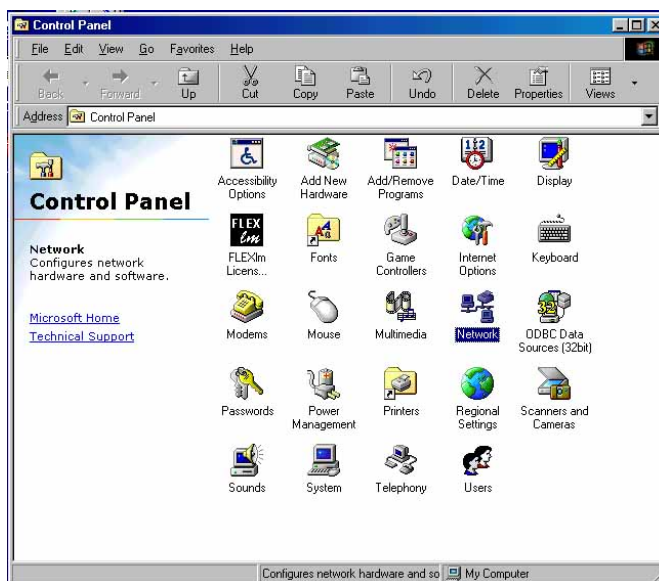 Control Panel
File Edit View Go Favorites Help
Back Forward Up Cut Copy Paste Undo Delete Properties Views
Address Control Panel
Control Panel
Network
Configures network
hardware and software.
Microsoft Home
Technical Support
Accessibility
Options
Add New
Hardware
Add/Remove
Programs
Date/Time
Display
FLEX
lm
FLEXlm
Licens...
Fonts
Game
Controllers
Internet
Options
Keyboard
Modems
Mouse
Multimedia
Network
ODBC Data
Sources (32bit)
Passwords
Power
Management
Printers
Regional
Settings
Scanners and
Cameras
Sounds
System
Telephony
Users
Configures network hardware and so
My Computer